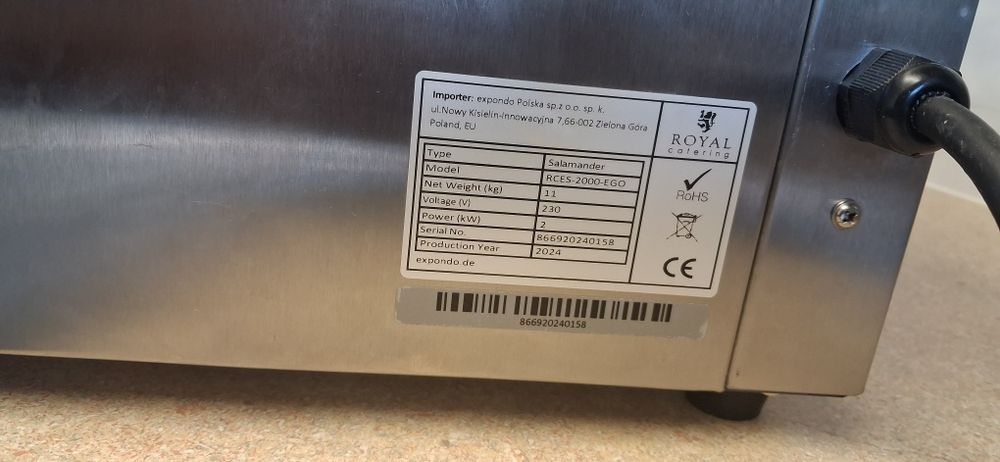 Importer: expondo Polska sp.z o.o. sp. k.
ul.Nowy Kisielin-Innowacyjna 7,66-002 Zielona Góra
Poland, EU
ROYAL
catering
Type Salamander
Model RCES-2000-EGO
Net Weight (kg) 11
Voltage (V) 230
Power (kW) 2
Serial No. 866920240158
Production Year 2024
expondo.de
RoHS
CE
866920240158